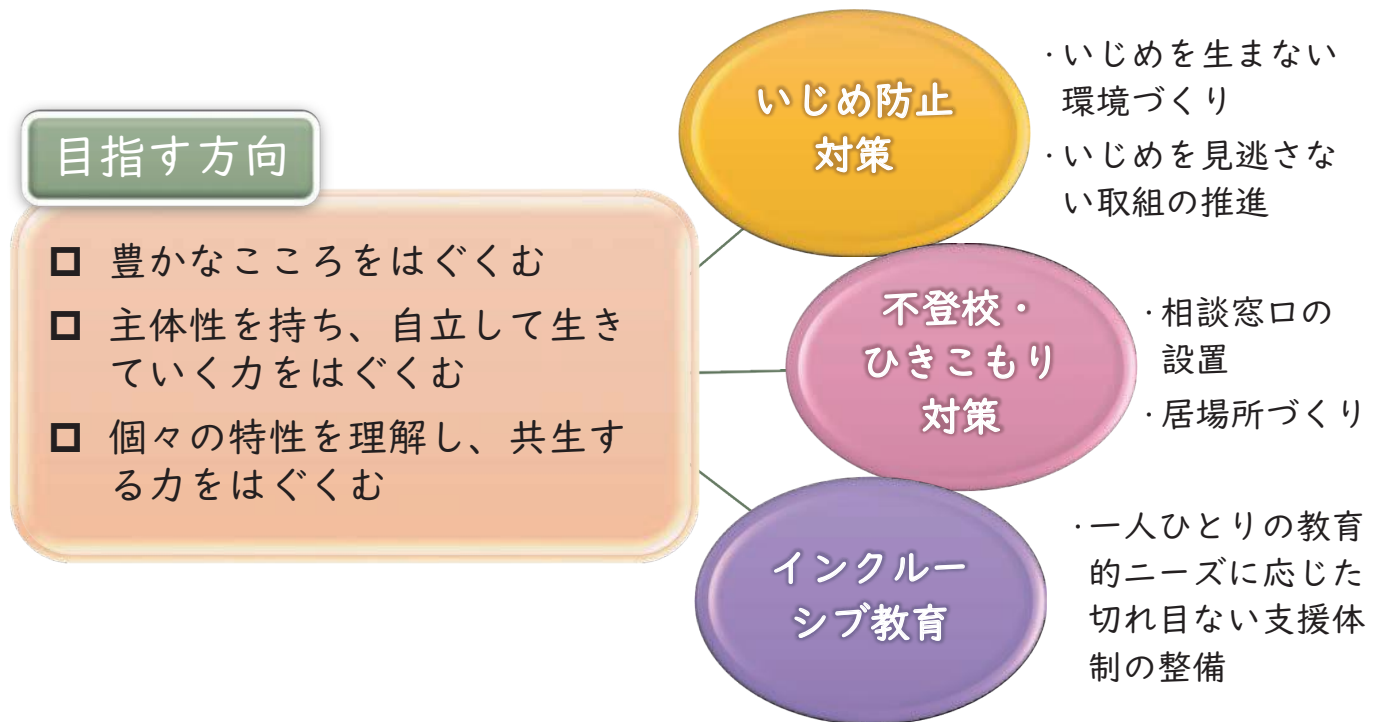 目指す方向
豊かなこころをはぐくむ
主体性を持ち、自立して生き
ていく力をはぐくむ
個々の特性を理解し、共生す
る力をはぐくむ
いじめ防止
対策
・いじめを生まない
環境づくり
・いじめを見逃さな
い取組の推進
不登校・
ひきこもり
対策
・相談窓口の
設置
・居場所づくり
インクルー
シブ教育
・一人ひとりの教育
的ニーズに応じた
切れ目ない支援体
制の整備